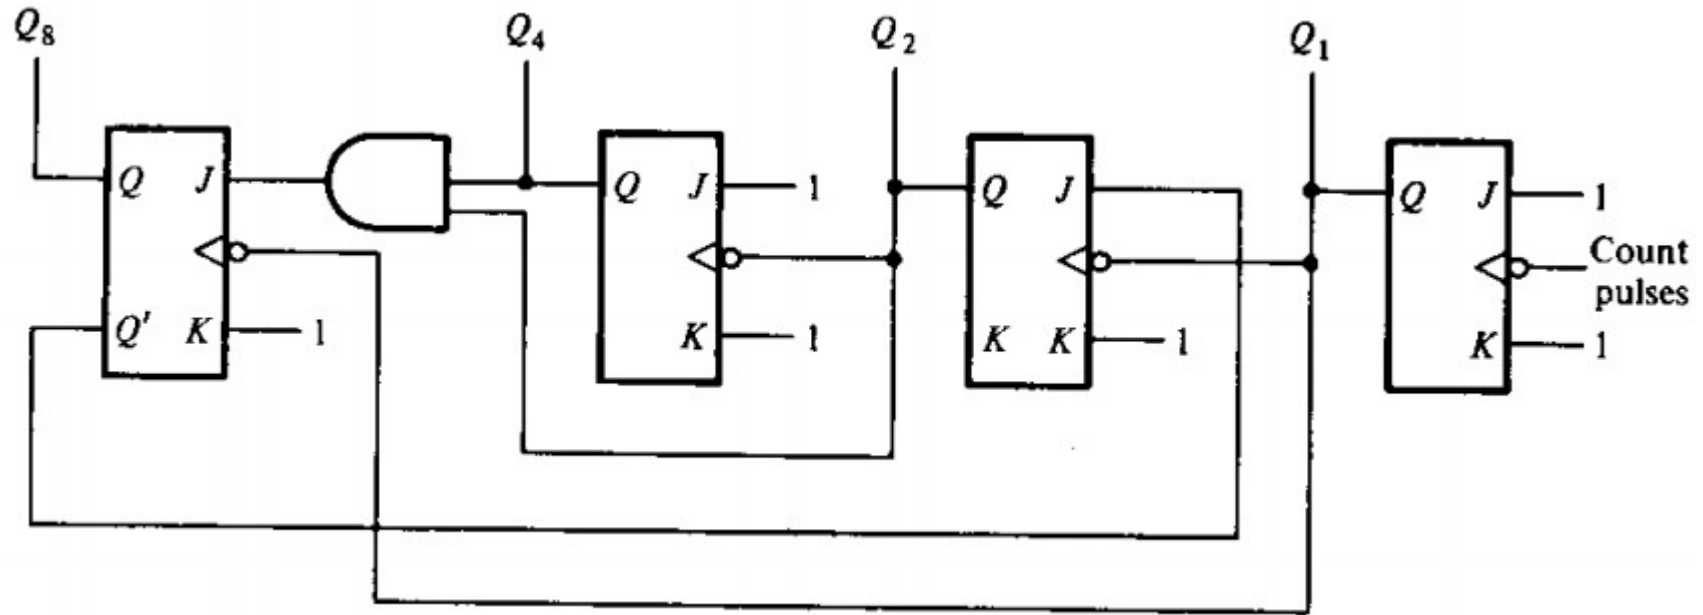 Q8 Q4 Q2 Q1
Q J Q J 1 Q J Q J 1
Count
pulses
Q' K 1 K 1 K K 1 K 1